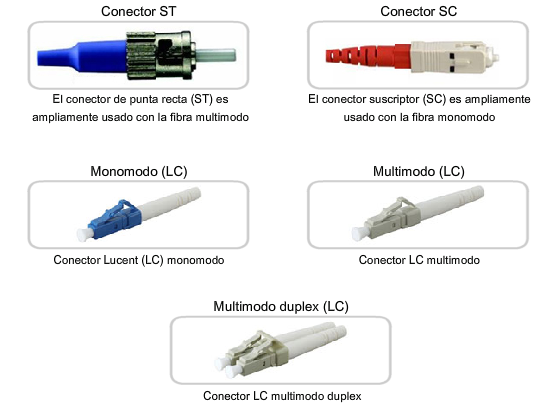 Conector ST
Conector SC
El conector de punta recta (ST) es
ampliamente usado con la fibra multimodo
El conector suscriptor (SC) es ampliamente
usado con la fibra monomodo
Monomodo (LC)
Multimodo (LC)
Conector Lucent (LC) monomodo
Conector LC multimodo
Multimodo duplex (LC)
Conector LC multimodo duplex